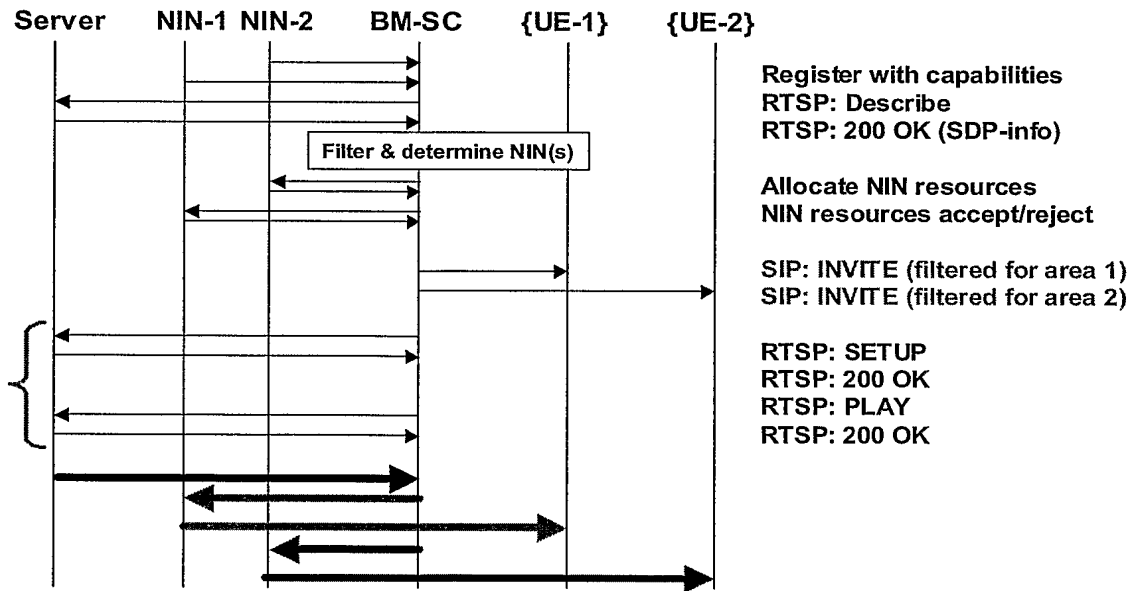 Server NIN-1 NIN-2 BM-SC {UE-1} {UE-2}
Register with capabilities
RTSP: Describe
RTSP: 200 OK (SDP-info)
Filter & determine NIN(s)
Allocate NIN resources
NIN resources accept/reject
SIP: INVITE (filtered for area 1)
SIP: INVITE (filtered for area 2)
RTSP: SETUP
RTSP: 200 OK
RTSP: PLAY
RTSP: 200 OK